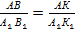 AB/A₁B₁ = AK/A₁K₁